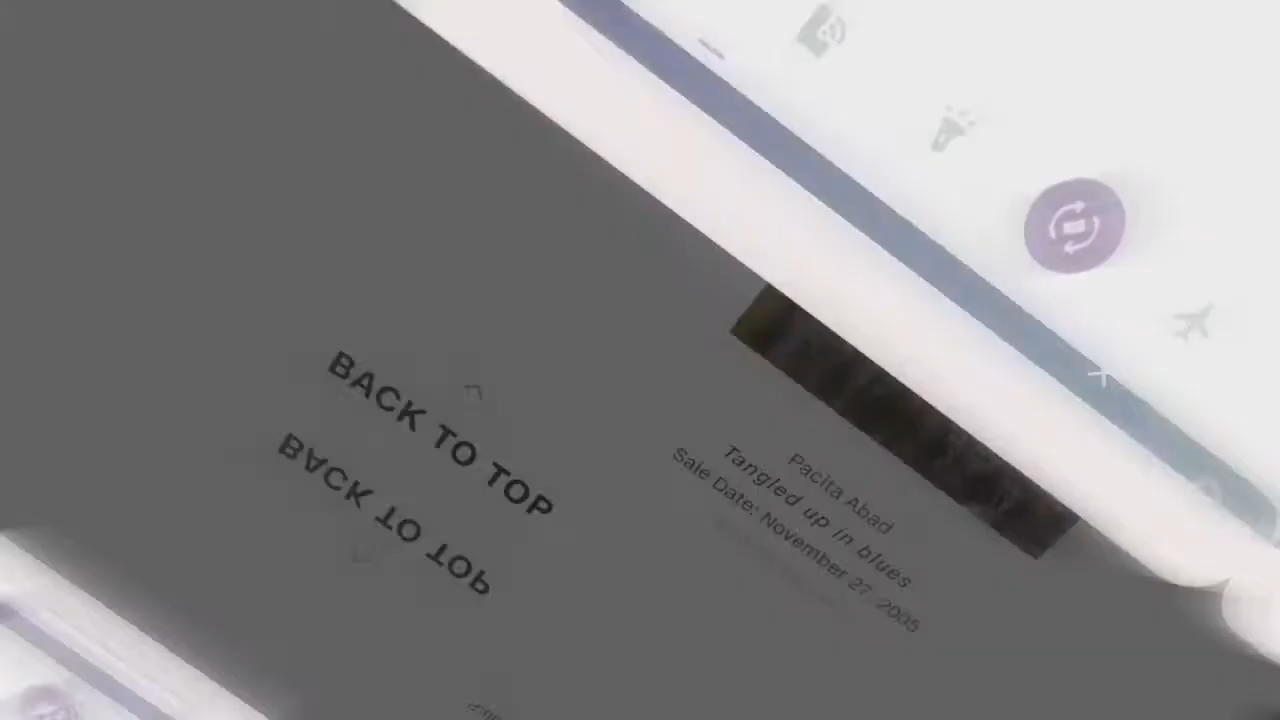 BACK TO TOP
BACK TO TOP
Pacita Abad
Tangled up in blues
Sale Date: November 27, 2005